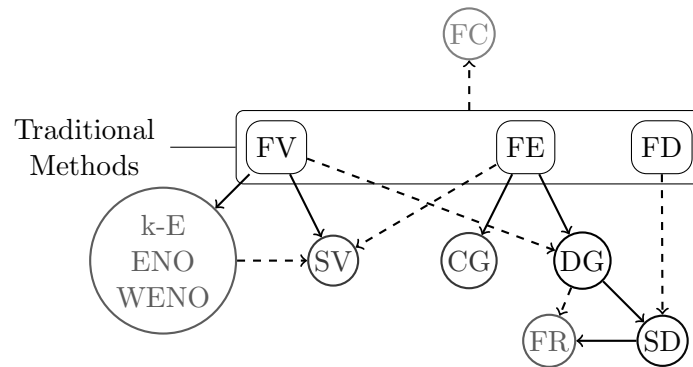 FC
Traditional
Methods
FV
FE
FD
k-E
ENO
WENO
SV
CG
DG
FR
SD